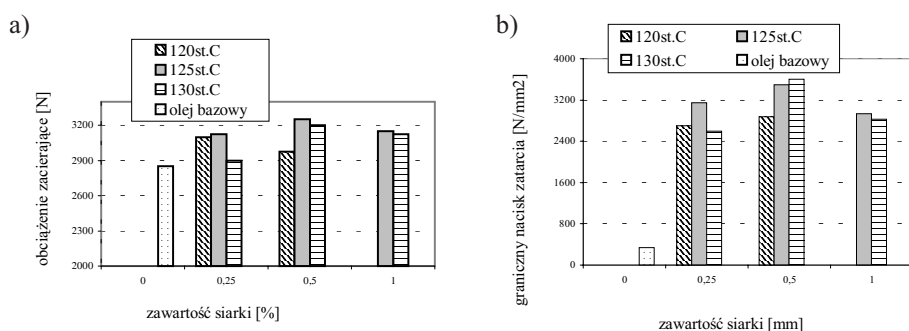 a)
120st.C
125st.C
130st.C
olej bazowy
obciążenie zacierające [N]
3200
2900
2600
2300
2000
0 0,25 0,5 1
zawartość siarki [%]
b)
120st.C 125st.C
130st.C olej bazowy
graniczny nacisk zatarcia [N/mm2]
4000
3200
2400
1600
800
0
0 0,25 0,5 1
zawartość siarki [mm]